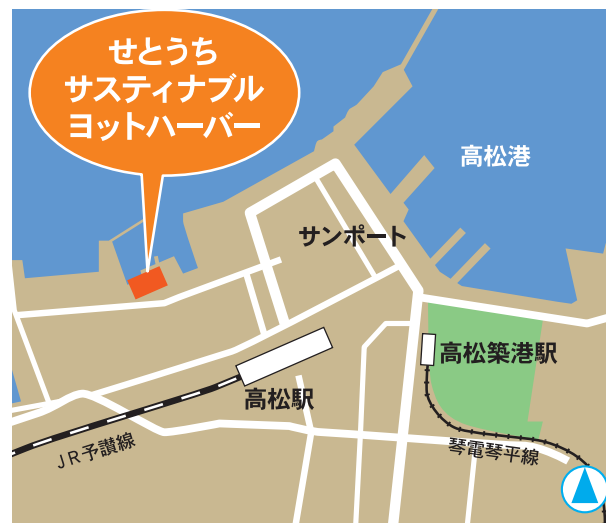 せとうち
サスティナブル
ヨットハーバー
高松港
サンポート
高松築港駅
高松駅
JR予讃線
琴電琴平線